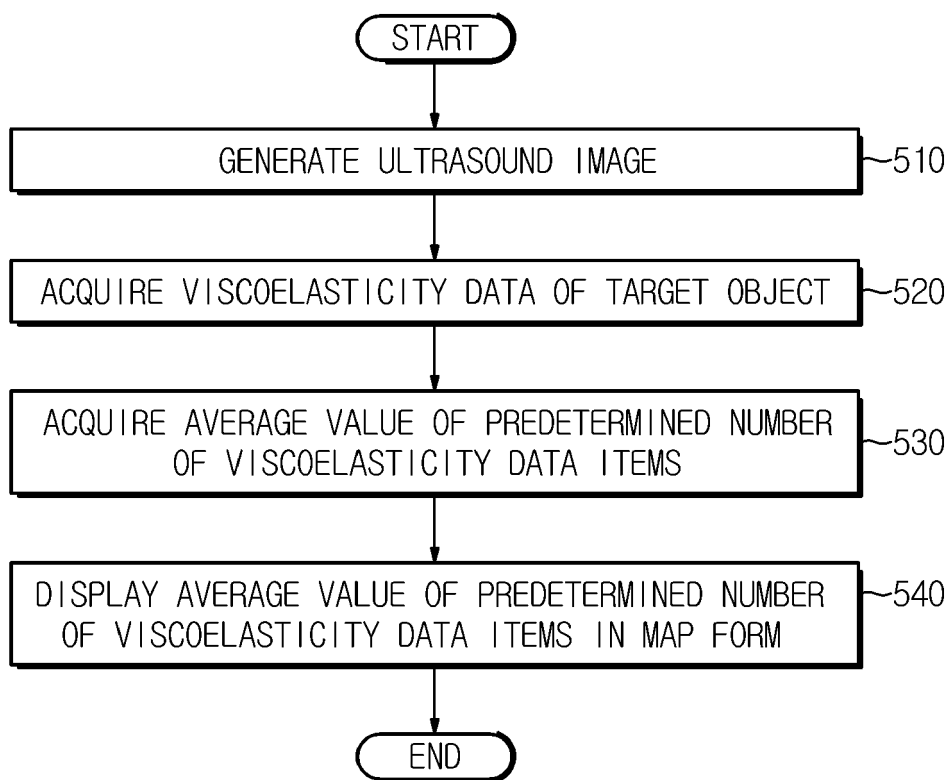 START
GENERATE ULTRASOUND IMAGE
510
ACQUIRE VISCOELASTICITY DATA OF TARGET OBJECT
520
ACQUIRE AVERAGE VALUE OF PREDETERMINED NUMBER
OF VISCOELASTICITY DATA ITEMS
530
DISPLAY AVERAGE VALUE OF PREDETERMINED NUMBER
OF VISCOELASTICITY DATA ITEMS IN MAP FORM
540
END